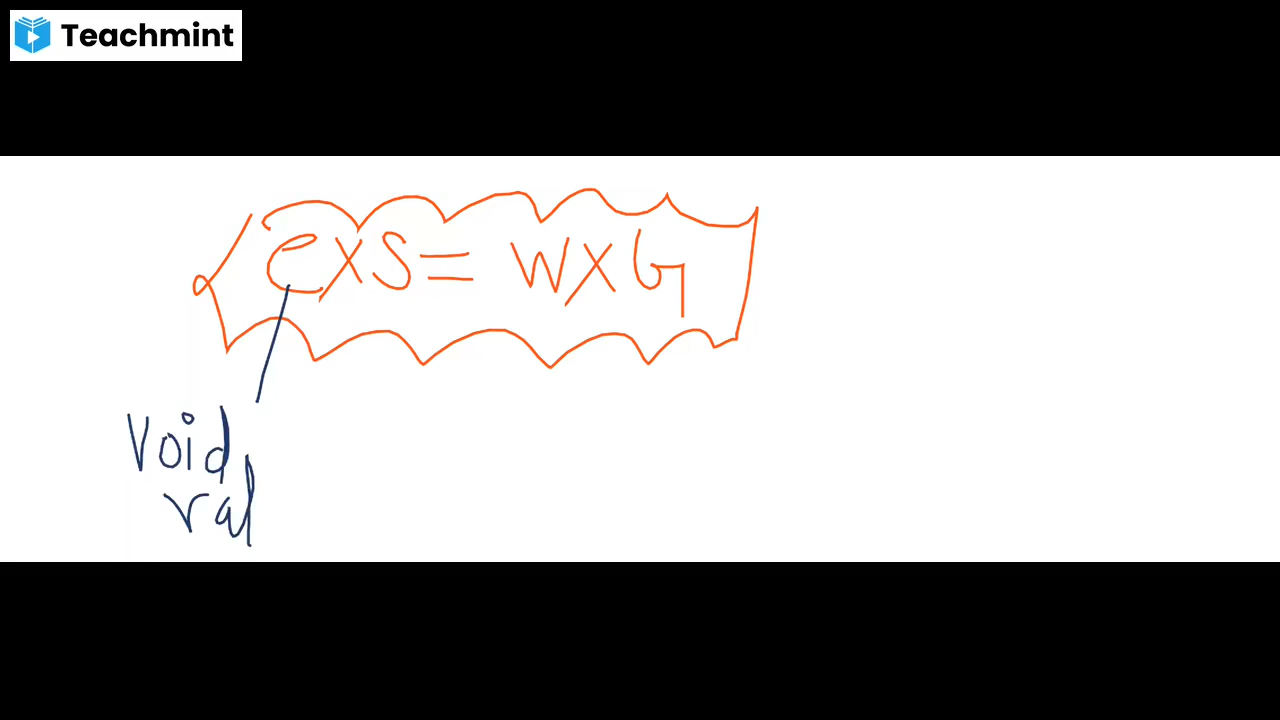 Teachmint
e×s = w×G
Void
ral